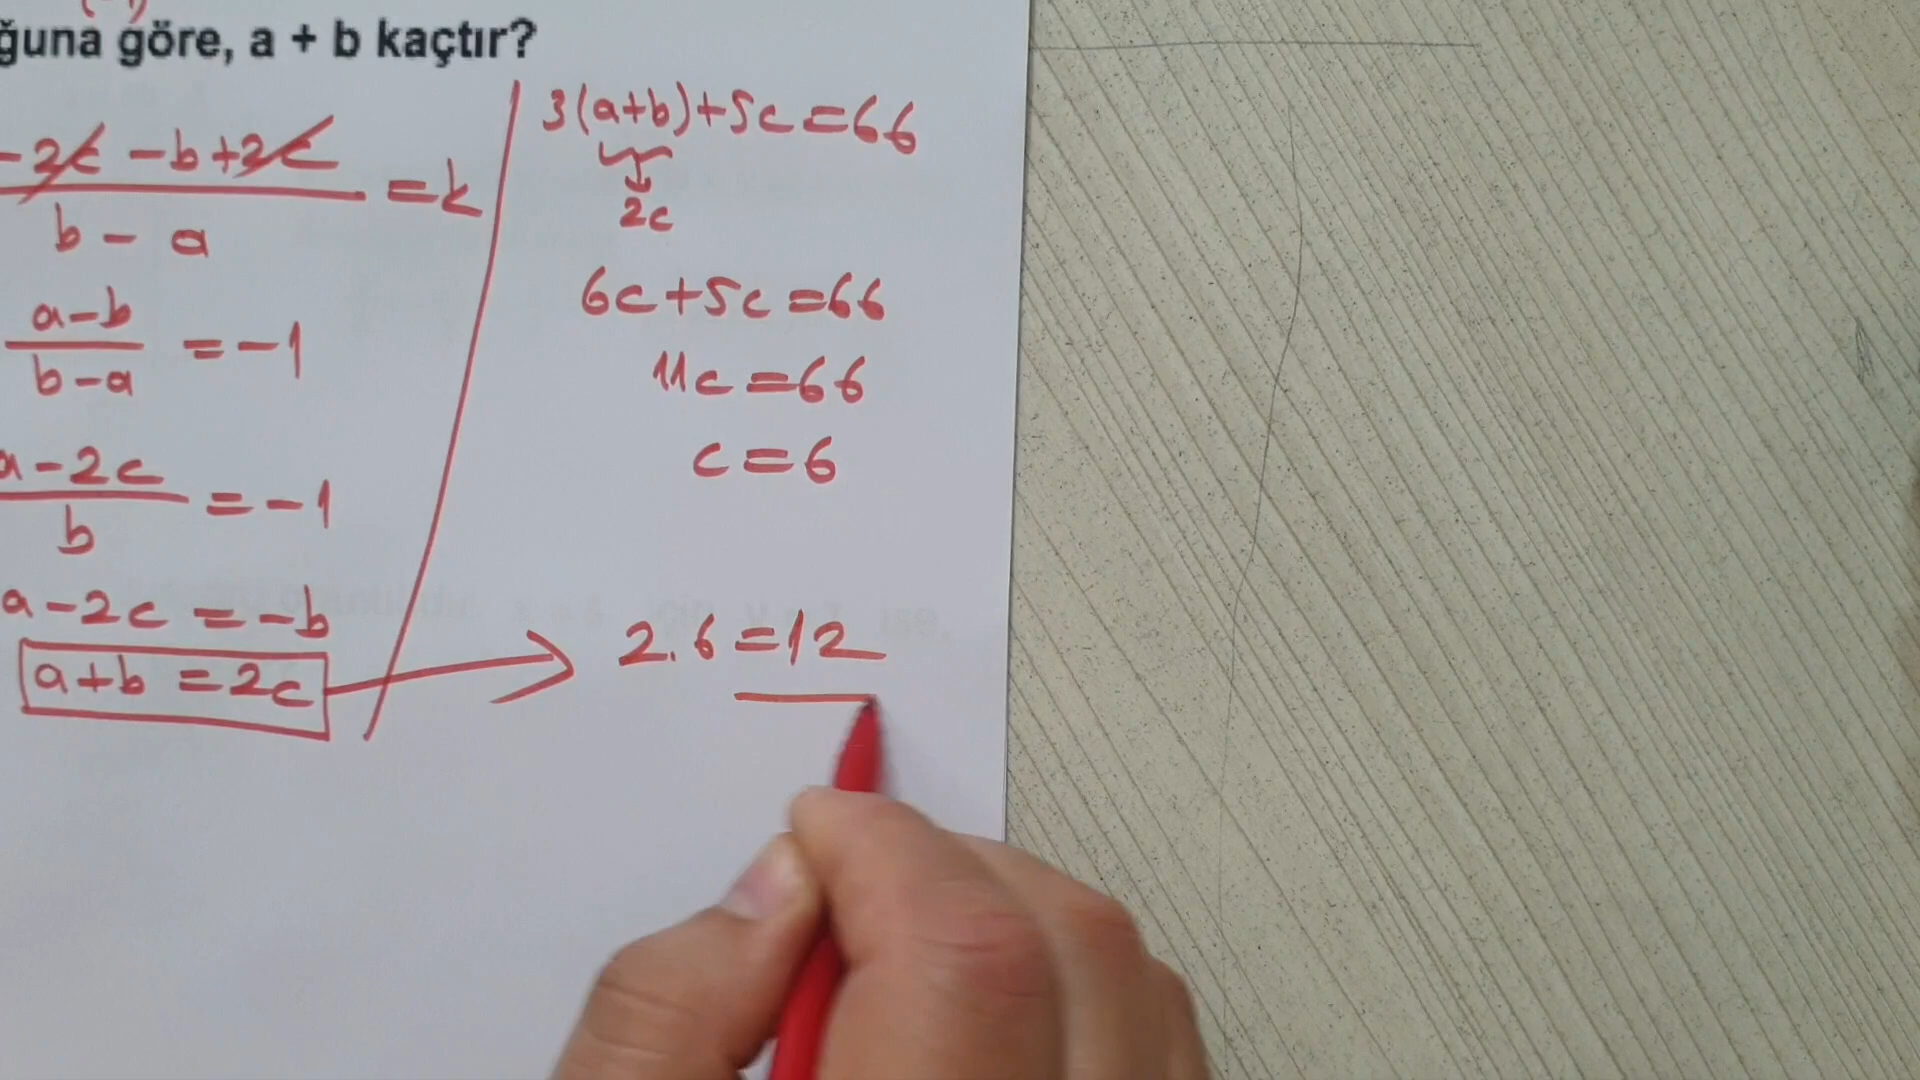 ğuna göre, a + b kaçtır?
-2c -b+2c
b - a
=k
a-b
b-a
=-1
a-2c
b
=-1
a-2c=-b
a+b=2c
3(a+b)+5c=66
2c
6c+5c=66
11c=66
c=6
2.6=12